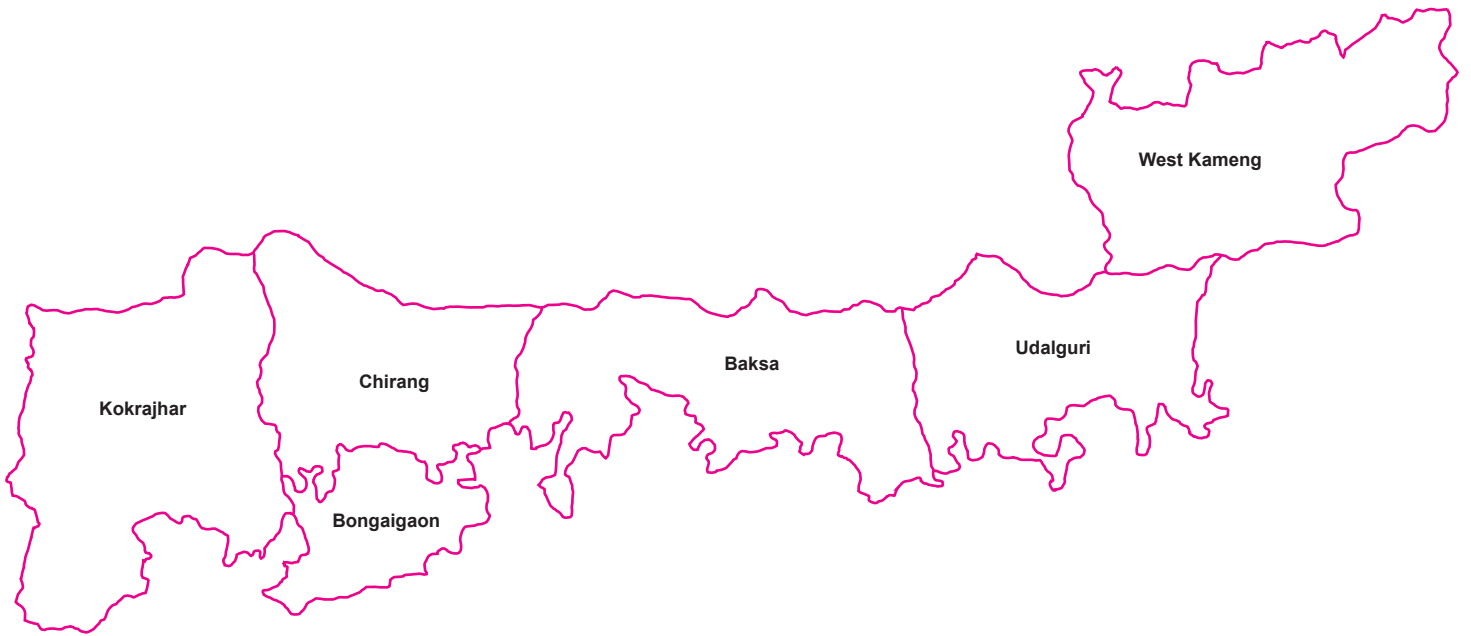 West Kameng
Udalguri
Baksa
Chirang
Kokrajhar
Bongaigaon